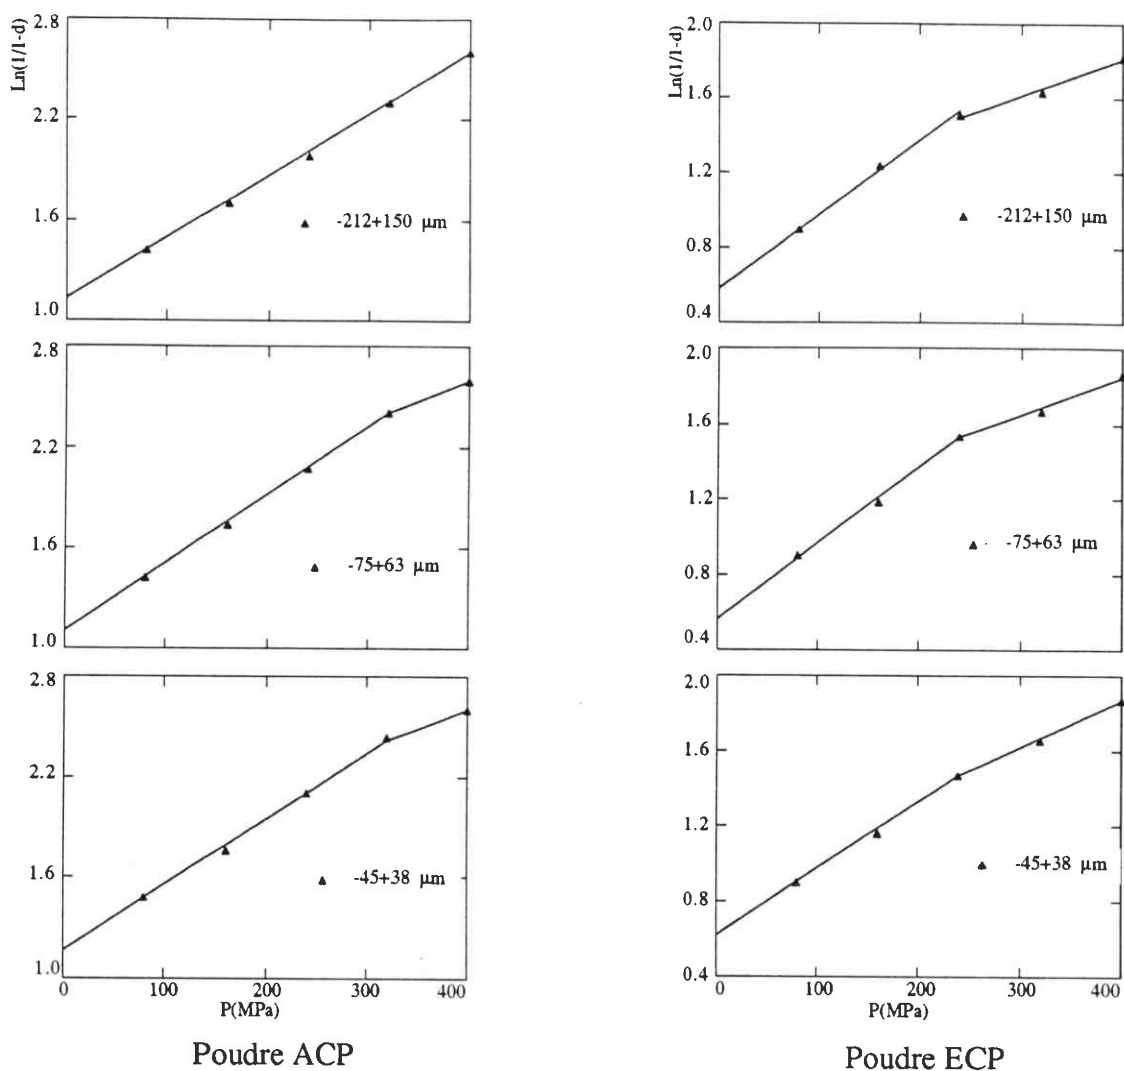 Ln(1/1-d)
2.8
2.2
1.6
1.0
-212+150 µm
2.8
2.2
1.6
1.0
-75+63 µm
2.8
2.2
1.6
1.0
-45+38 µm
0 100 200 300 400
P(MPa)
Poudre ACP
Ln(1/1-d)
2.0
1.6
1.2
0.8
0.4
-212+150 µm
2.0
1.6
1.2
0.8
0.4
-75+63 µm
2.0
1.6
1.2
0.8
0.4
-45+38 µm
0 100 200 300 400
P(MPa)
Poudre ECP